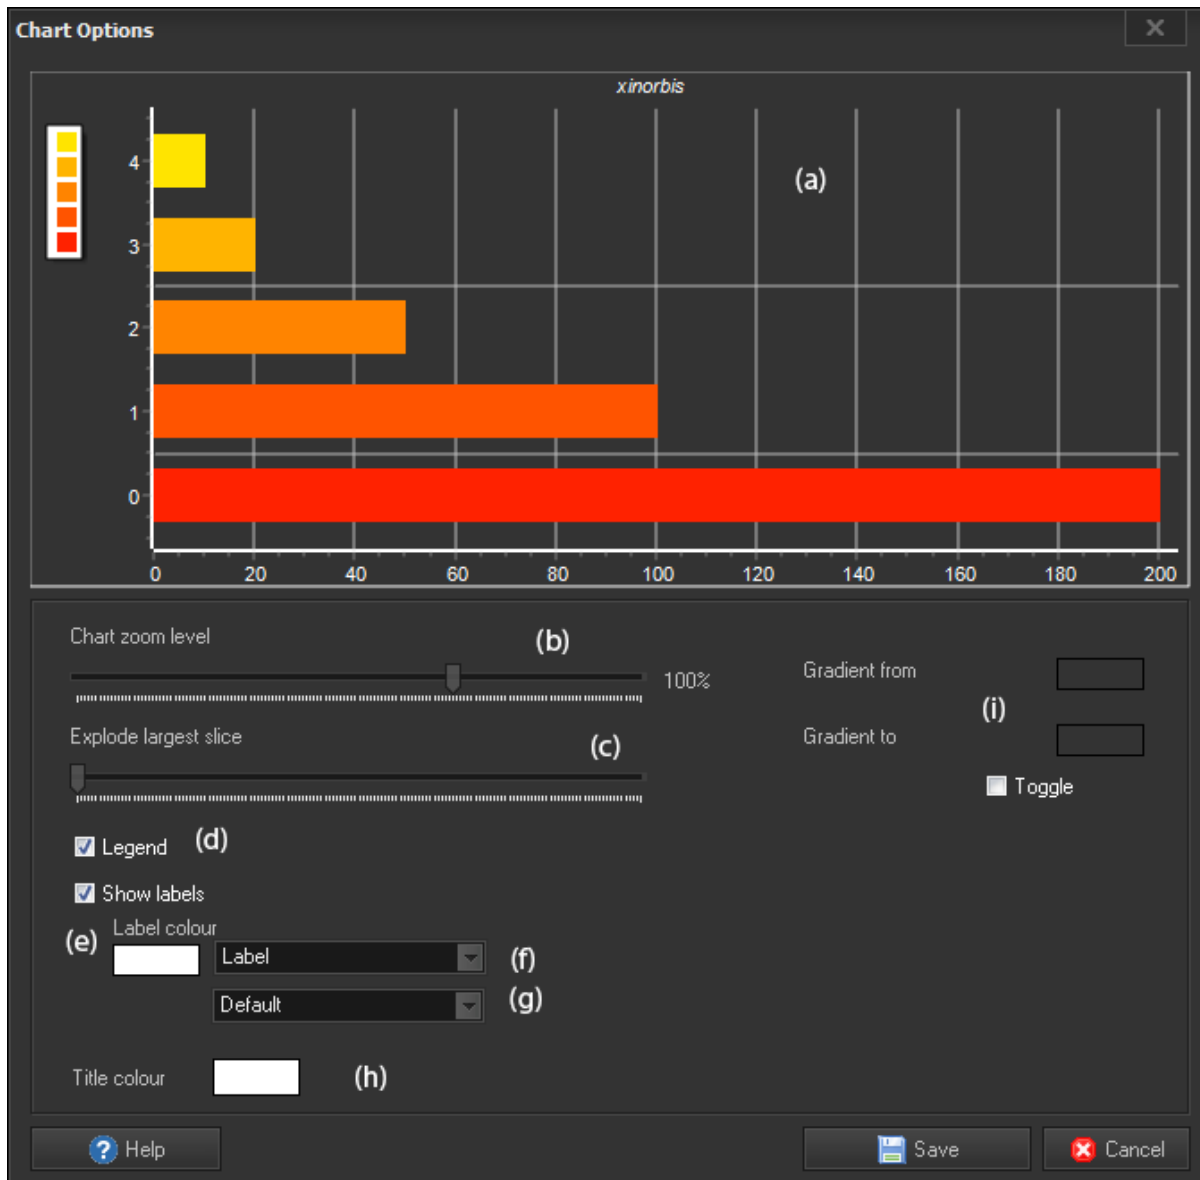 Chart Options
xinorbis
4
(a)
3
2
1
0
0 20 40 60 80 100 120 140 160 180 200
Chart zoom level (b)
100%
Gradient from
(i)
Explode largest slice (c)
Gradient to
Toggle
Legend (d)
Show labels
Label colour
(e) Label (f)
Default (g)
Title colour (h)
? Help Save Cancel